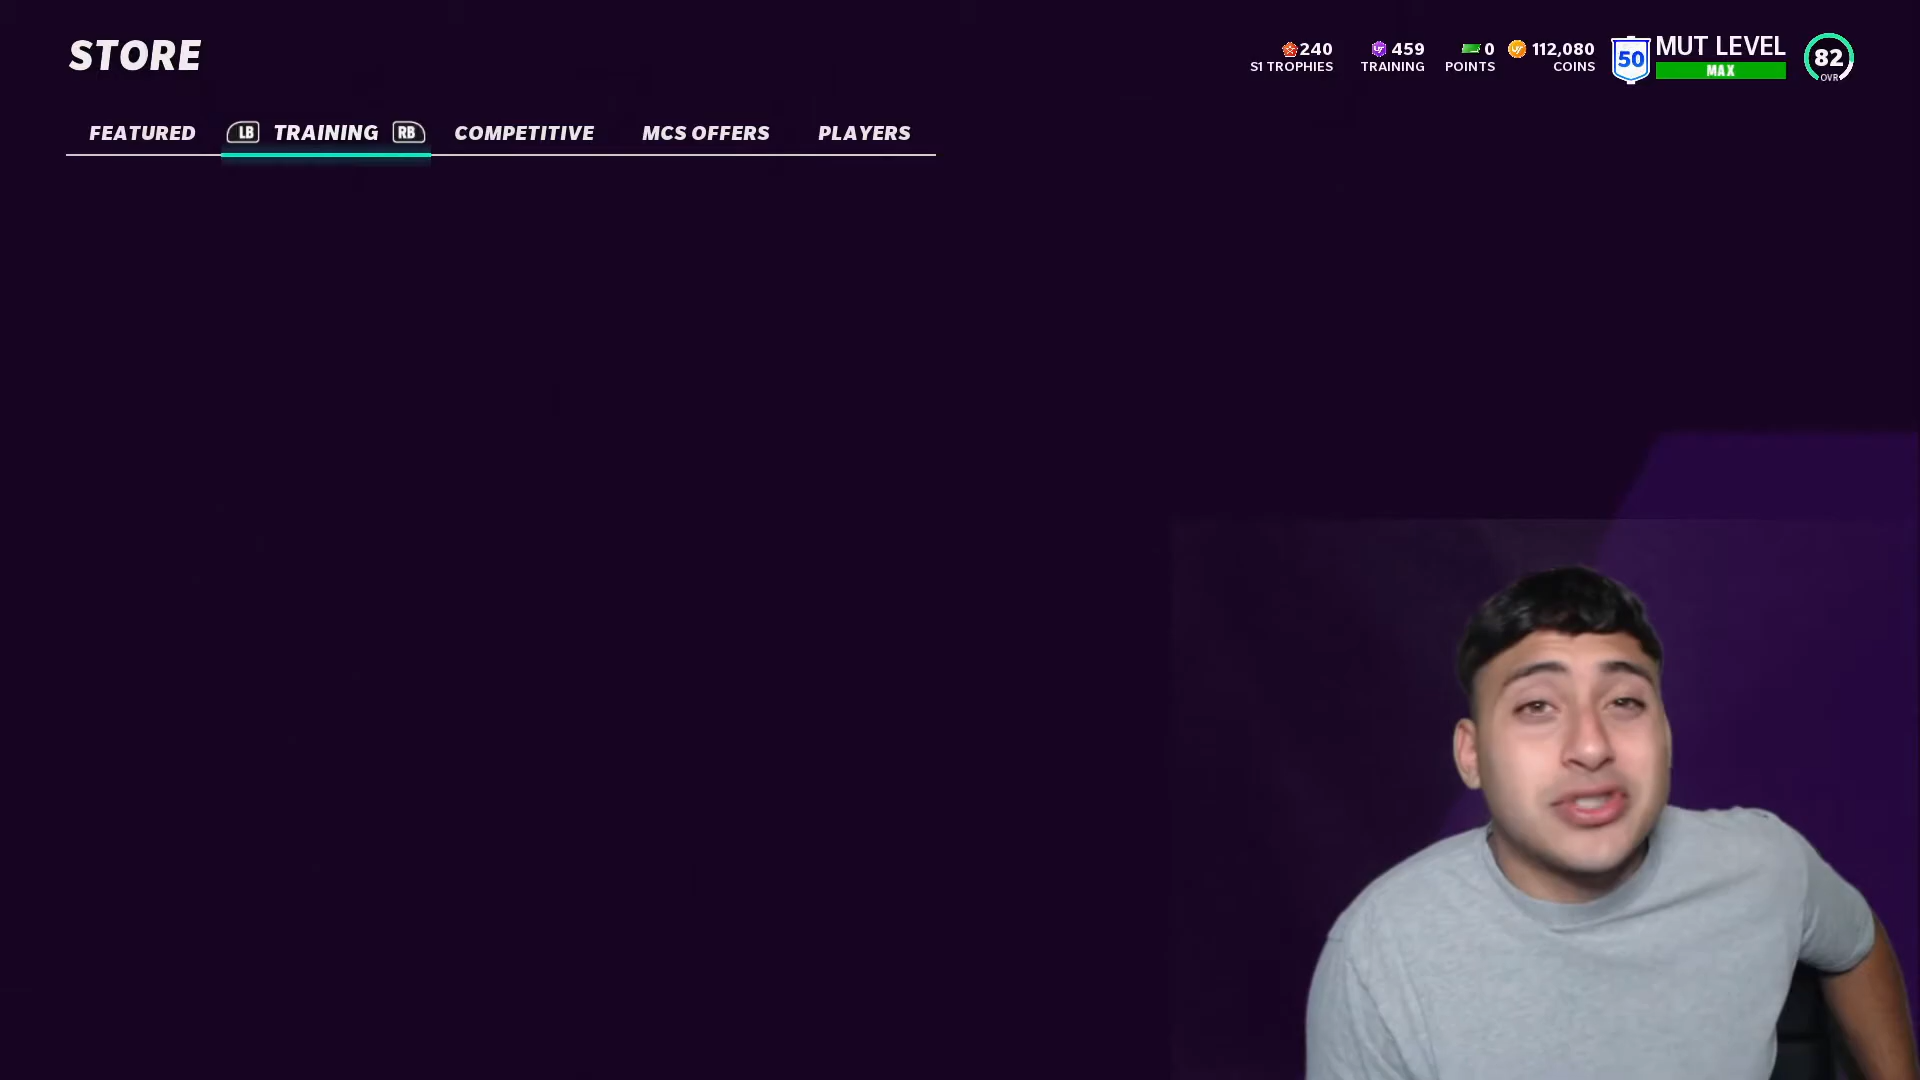 STORE
240 459 0 112,080 50 MUT LEVEL 82
S1 TROPHIES TRAINING POINTS COINS MAX OVR
FEATURED LB TRAINING RB COMPETITIVE MCS OFFERS PLAYERS